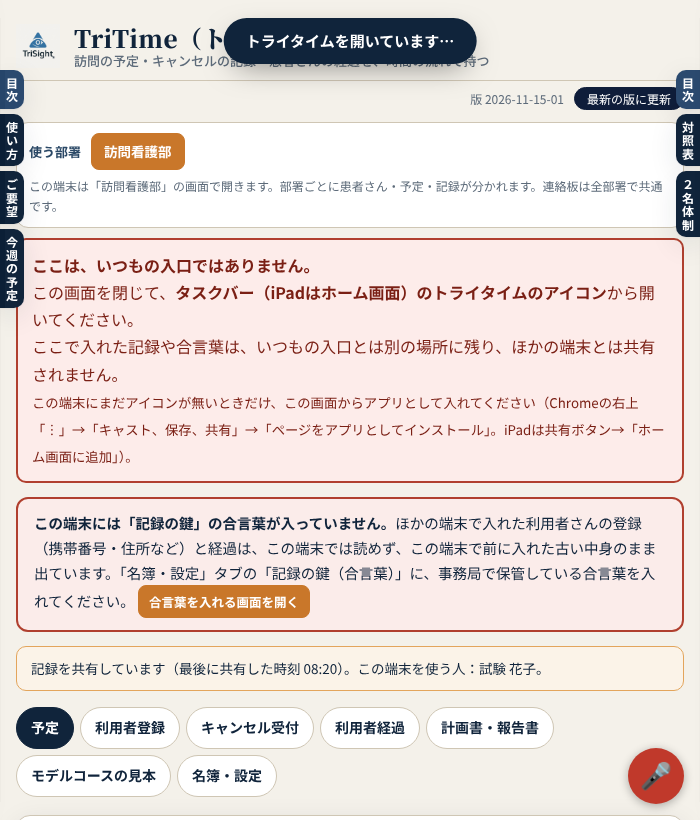 TriSight
TriTime（ト
トライタイムを開いています…
訪問の予定・キャンセルの
時間の流れで持つ
版 2026-11-15-01
最新の版に更新
目次
使い方
ご要望
今週の予定
目次
対照表
2名体制
使う部署
訪問看護部
この端末は「訪問看護部」の画面で開きます。部署ごとに患者さん・予定・記録が分かれます。連絡板は全部署で共通
です。
ここは、いつもの入口ではありません。
この画面を閉じて、タスクバー（iPadはホーム画面）のトライタイムのアイコンから開
いてください。
ここで入れた記録や合言葉は、いつもの入口とは別の場所に残り、ほかの端末とは共有
されません。
この端末にまだアイコンが無いときだけ、この画面からアプリとして入れてください（Chromeの右上
「⋮」→「キャスト、保存、共有」→「ページをアプリとしてインストール」。iPadは共有ボタン→「ホー
ム画面に追加」）。
この端末には「記録の鍵」の合言葉が入っていません。ほかの端末で入れた利用者さんの登録
（携帯番号・住所など）と経過は、この端末では読めず、この端末で前に入れた古い中身のまま
出ています。「名簿・設定」タブの「記録の鍵（合言葉）」に、事務局で保管している合言葉を入
れてください。 合言葉を入れる画面を開く
記録を共有しています（最後に共有した時刻 08:20）。この端末を使う人：試験 花子。
予定
利用者登録
キャンセル受付
利用者経過
計画書・報告書
モデルコースの見本
名簿・設定